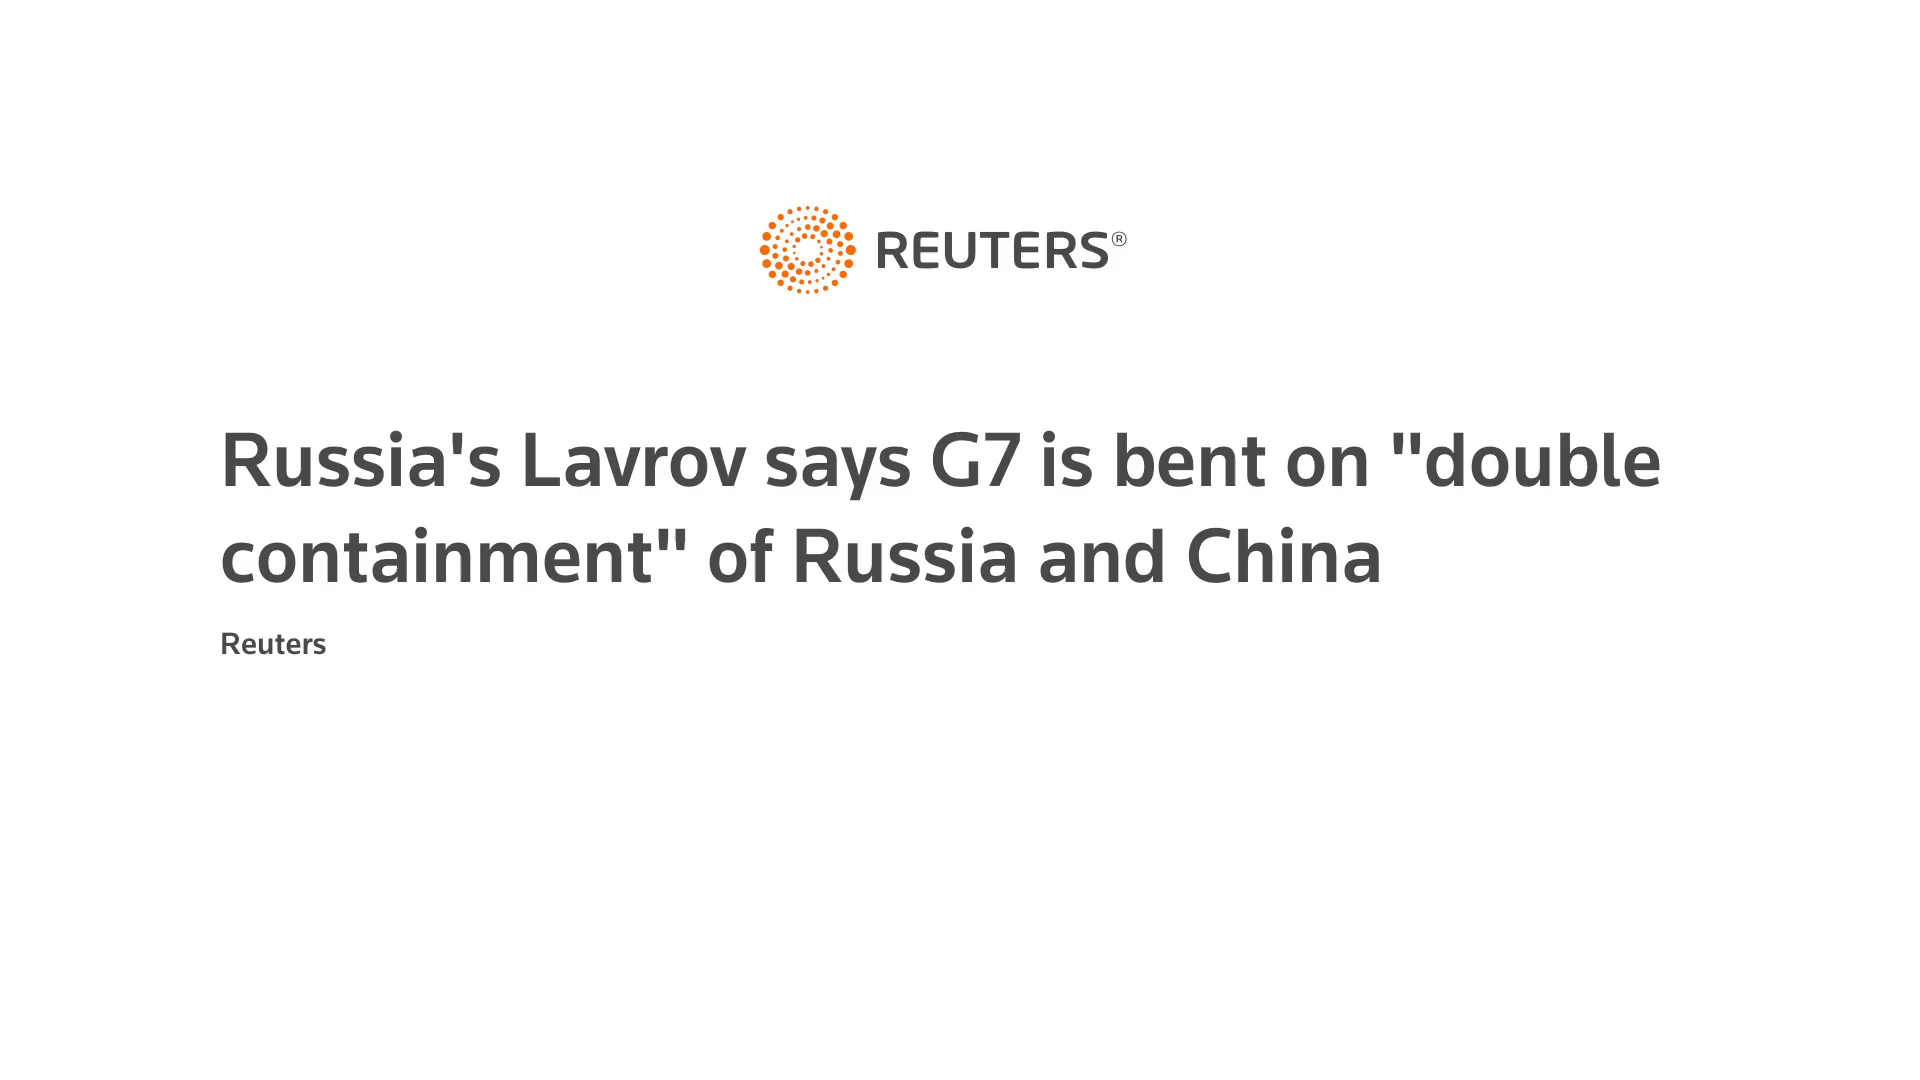 REUTERS®
Russia's Lavrov says G7 is bent on "double
containment" of Russia and China
Reuters